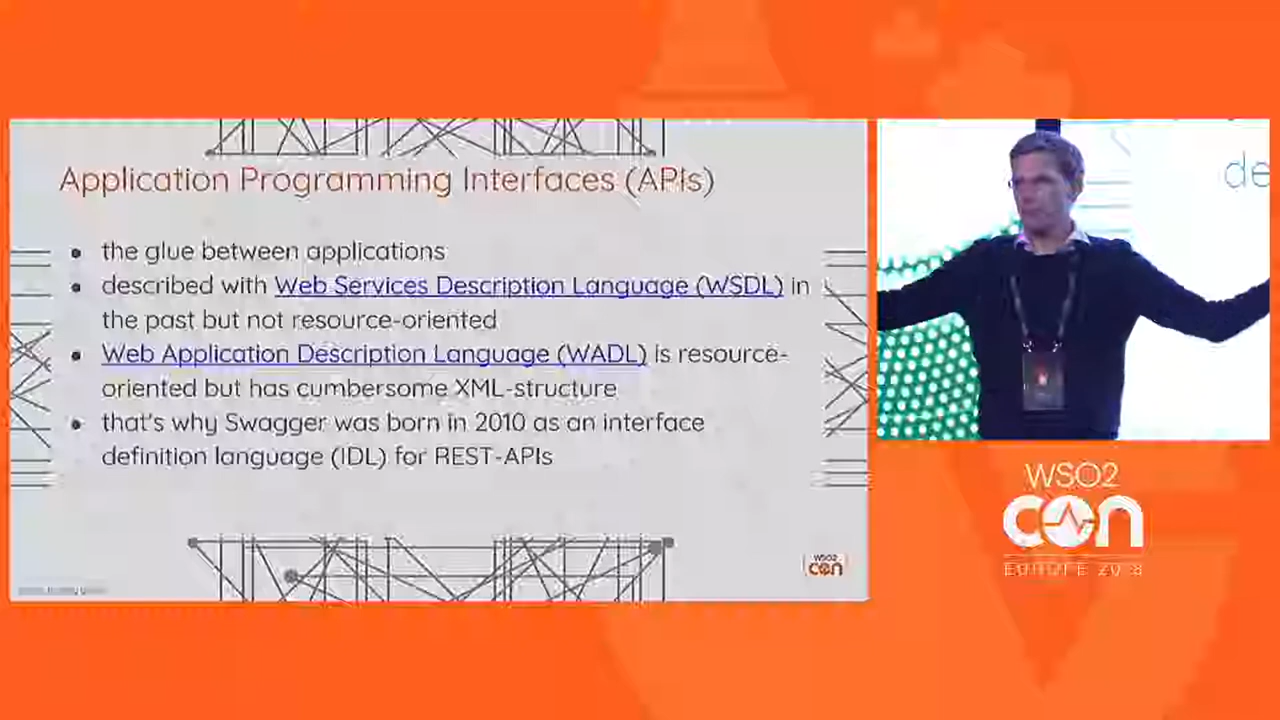 Application Programming Interfaces (APIs)
the glue between applications
described with Web Services Description Language (WSDL) in
the past but not resource-oriented
Web Application Description Language (WADL) is resource-
oriented but has cumbersome XML-structure
that's why Swagger was born in 2010 as an interface
definition language (IDL) for REST-APIs
WSO2
con
de
WSO2
con
EUROPE 2018